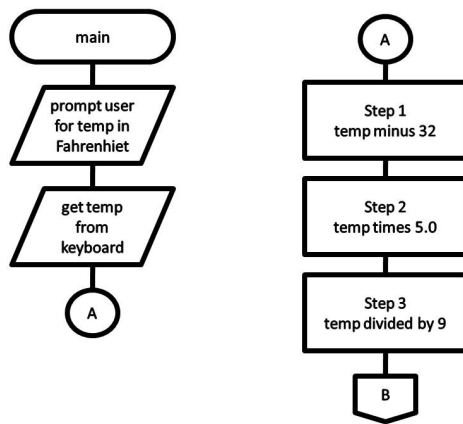 main
prompt user
for temp in
Fahrenhiet
get temp
from
keyboard
A
A
Step 1
temp minus 32
Step 2
temp times 5.0
Step 3
temp divided by 9
B